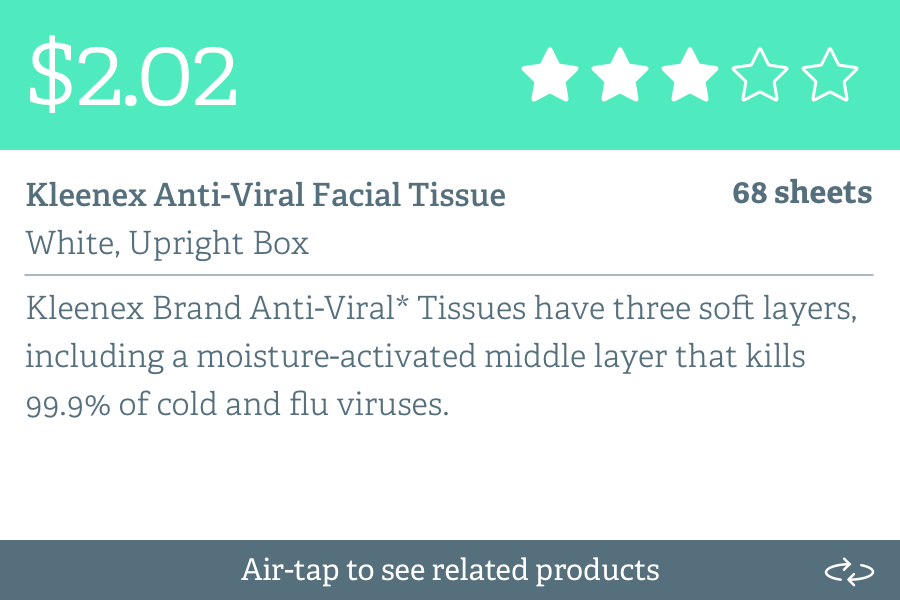 $2.02
Kleenex Anti-Viral Facial Tissue
68 sheets
White, Upright Box
Kleenex Brand Anti-Viral* Tissues have three soft layers,
including a moisture-activated middle layer that kills
99.9% of cold and flu viruses.
Air-tap to see related products